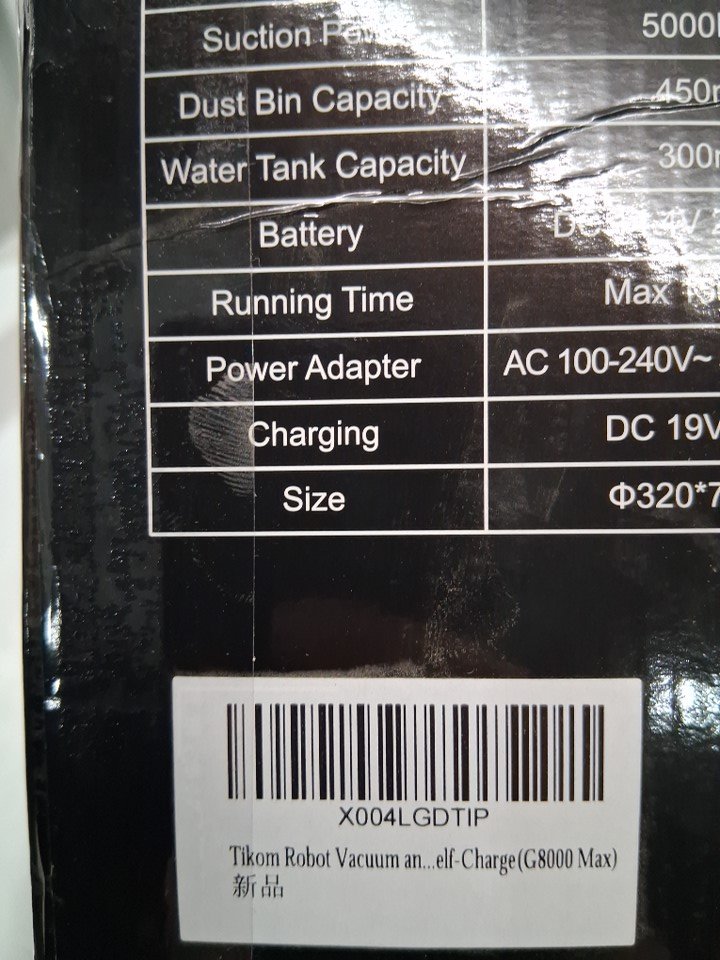 Suction 5000
Dust Bin Capacity 450
Water Tank Capacity 300
Battery
Running Time Max
Power Adapter AC 100-240V~
Charging DC 19V
Size Φ320*7
X004LGDTIP
Tikom Robot Vacuum an...elf-Charge(G8000 Max)
新品